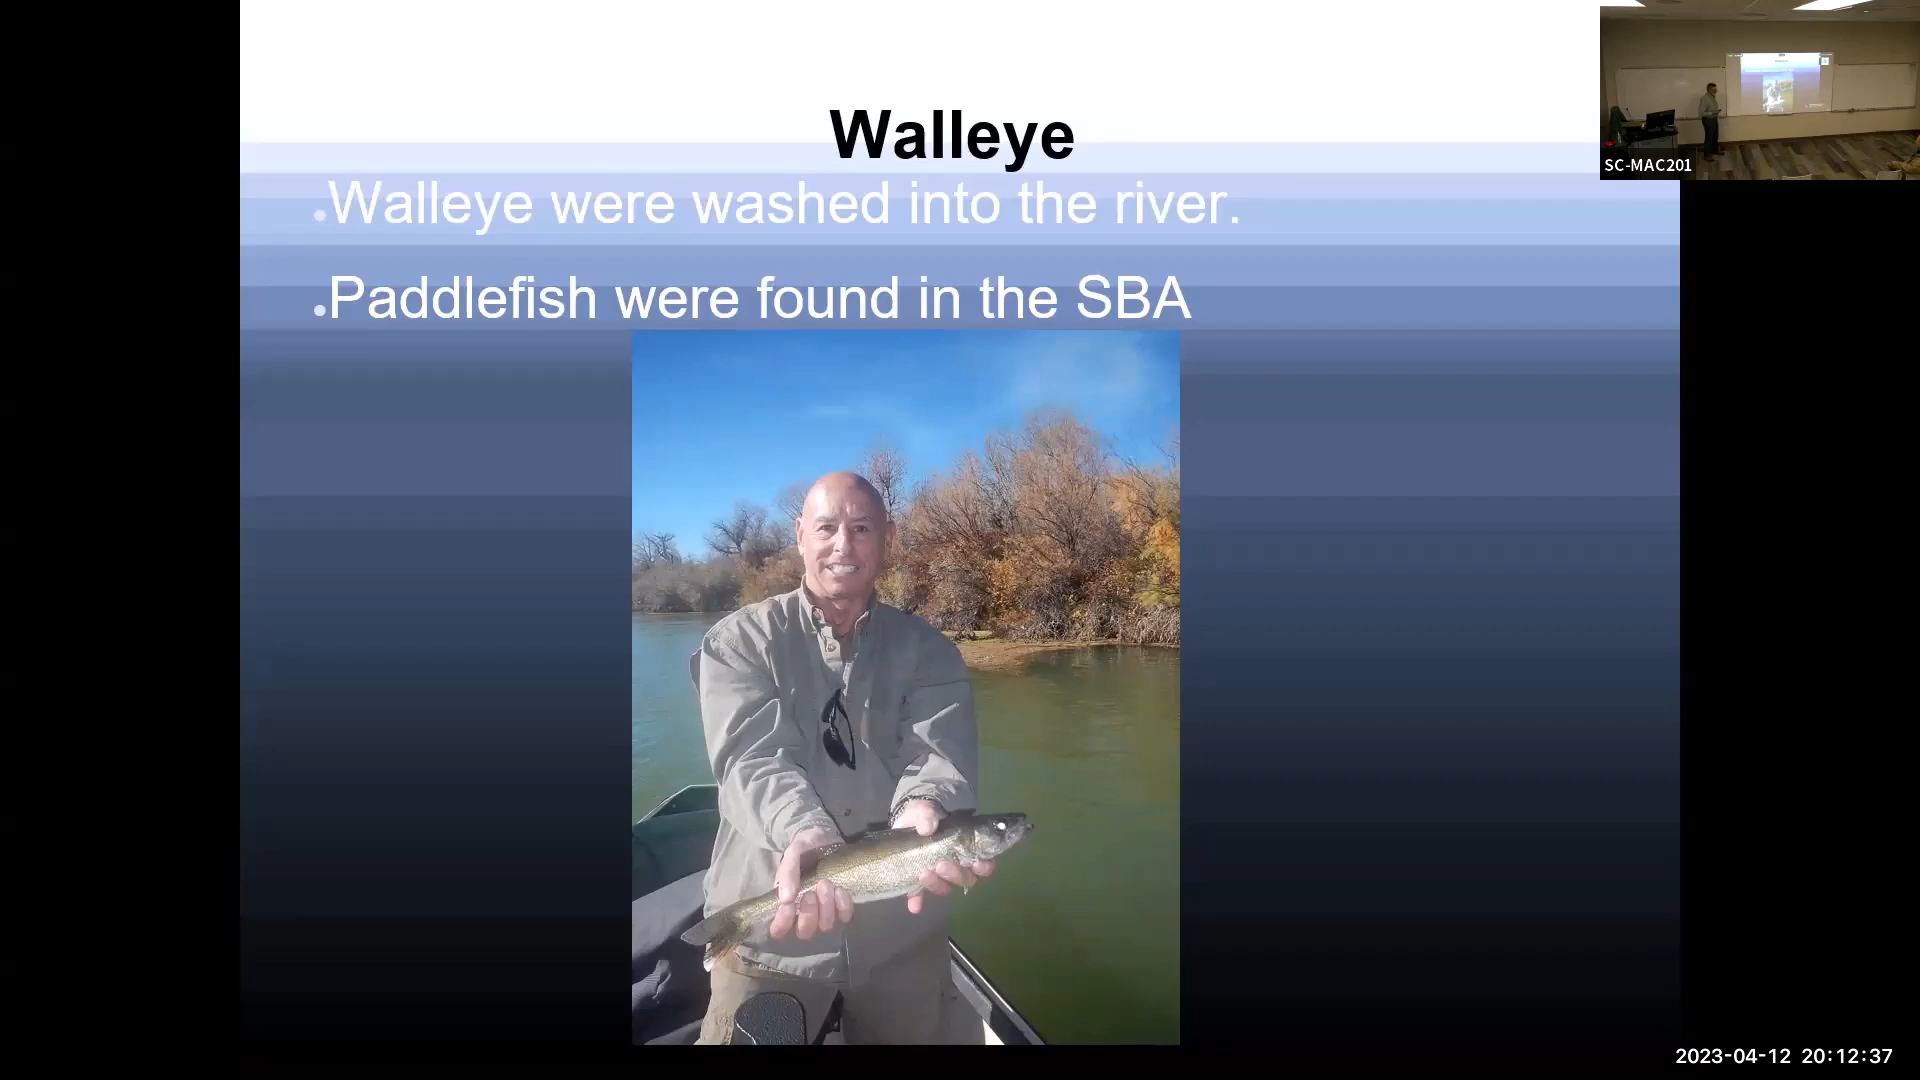 Walleye
Walleye were washed into the river.
Paddlefish were found in the SBA
SC-MAC201
2023-04-12 20:12:37